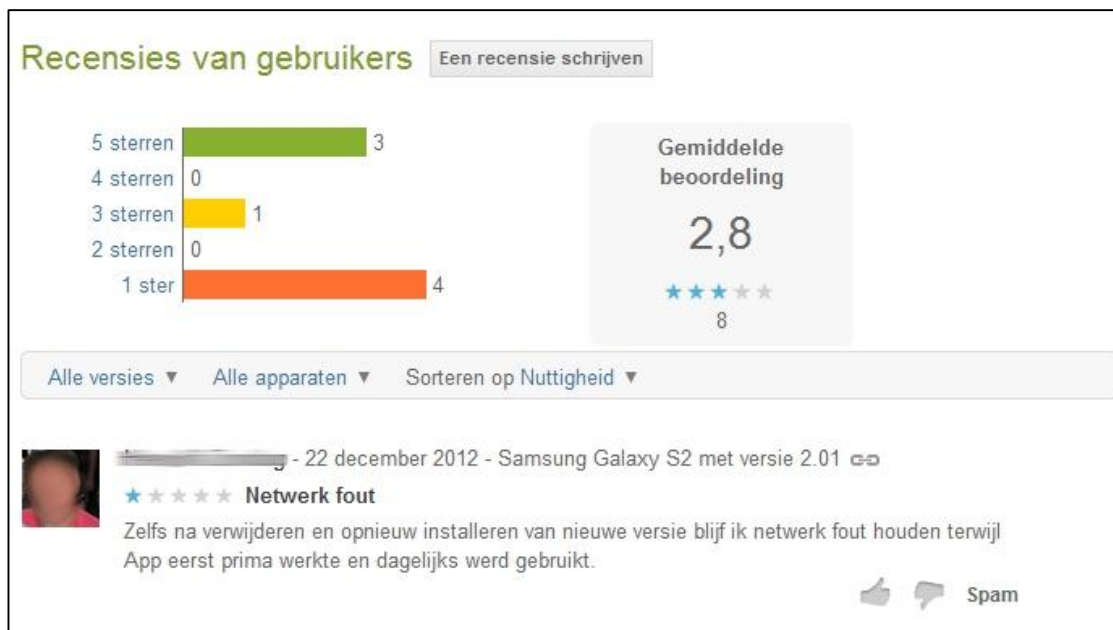 Recensies van gebruikers Een recensie schrijven
5 sterren 3
4 sterren 0
3 sterren 1
2 sterren 0
1 ster 4
Gemiddelde
beoordeling
2,8
8
Alle versies Alle apparaten Sorteren op Nuttigheid
- 22 december 2012 - Samsung Galaxy S2 met versie 2.01
Netwerk fout
Zelfs na verwijderen en opnieuw installeren van nieuwe versie blijf ik netwerk fout houden terwijl
App eerst prima werkte en dagelijks werd gebruikt.
Spam